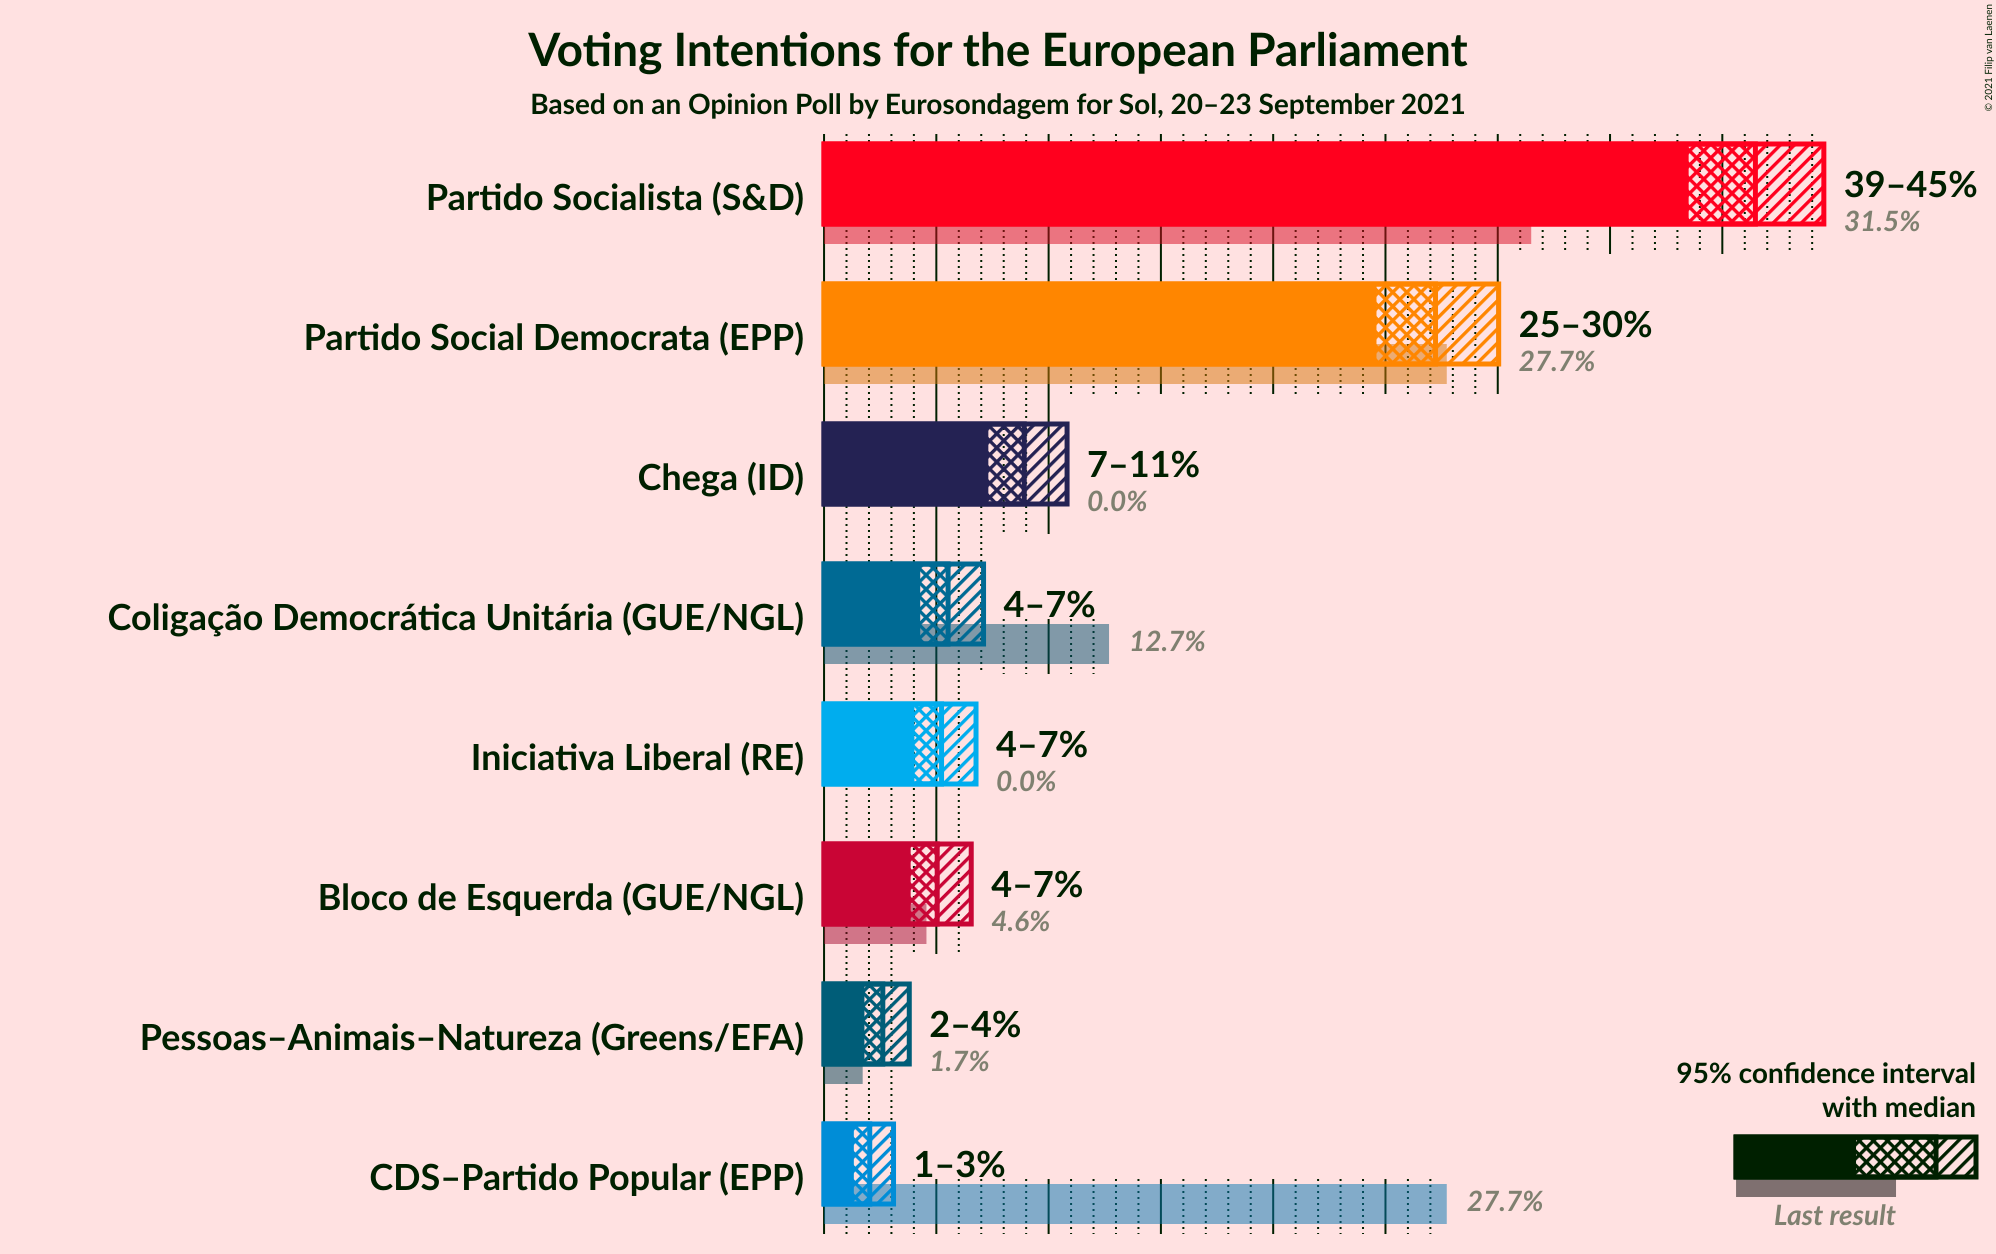 Voting Intentions for the European Parliament
Based on an Opinion Poll by Eurosondagem for Sol, 20–23 September 2021
© 2021 Filip van Laenen
Partido Socialista (S&D)
39–45%
31.5%
Partido Social Democrata (EPP)
25–30%
27.7%
Chega (ID)
7–11%
0.0%
Coligação Democrática Unitária (GUE/NGL)
4–7%
12.7%
Iniciativa Liberal (RE)
4–7%
0.0%
Bloco de Esquerda (GUE/NGL)
4–7%
4.6%
Pessoas–Animais–Natureza (Greens/EFA)
2–4%
1.7%
CDS–Partido Popular (EPP)
1–3%
27.7%
95% confidence interval
with median
Last result